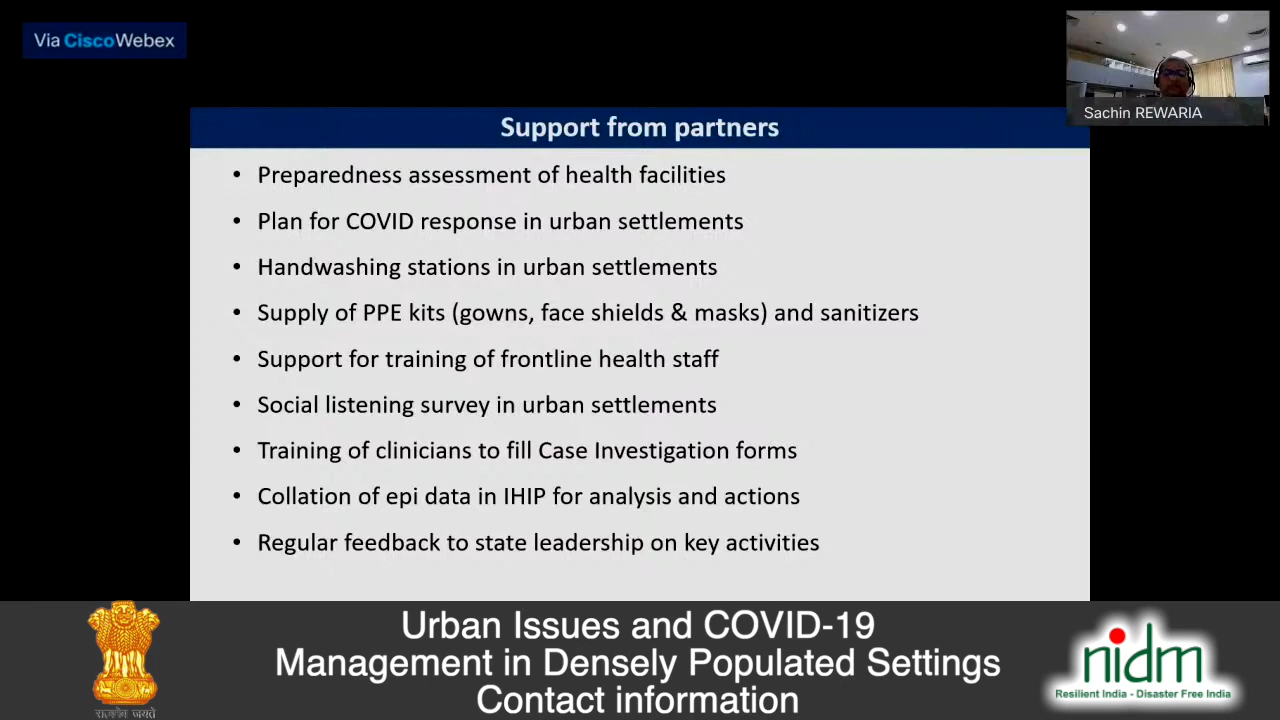 Via CiscoWebex
Sachin REWARIA
Support from partners
• Preparedness assessment of health facilities
• Plan for COVID response in urban settlements
• Handwashing stations in urban settlements
• Supply of PPE kits (gowns, face shields & masks) and sanitizers
• Support for training of frontline health staff
• Social listening survey in urban settlements
• Training of clinicians to fill Case Investigation forms
• Collation of epi data in IHIP for analysis and actions
• Regular feedback to state leadership on key activities
सत्यमेव जयते
Urban Issues and COVID-19
Management in Densely Populated Settings
Contact information
nidm
Resilient India - Disaster Free India